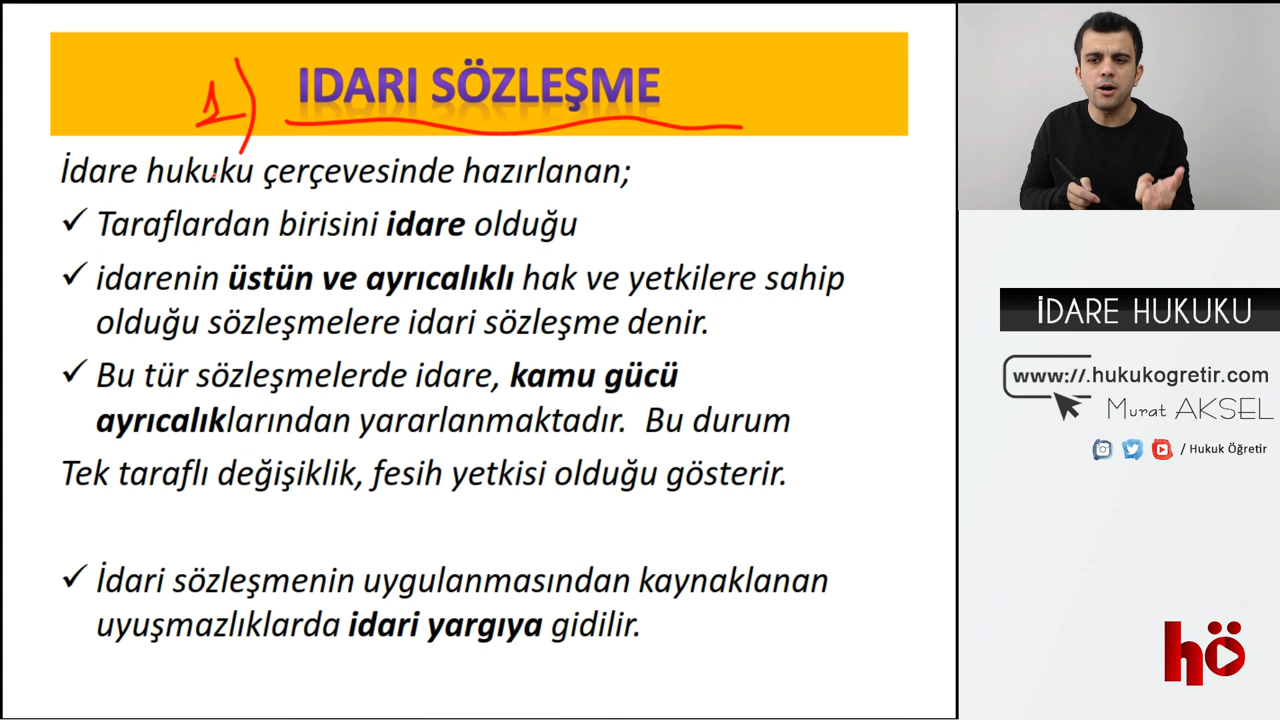 1) IDARI SÖZLEŞME
İdare hukuku çerçevesinde hazırlanan;
✓ Taraflardan birisini idare olduğu
✓ idarenin üstün ve ayrıcalıklı hak ve yetkilere sahip
olduğu sözleşmelere idari sözleşme denir.
✓ Bu tür sözleşmelerde idare, kamu gücü
ayrıcalıklarından yararlanmaktadır. Bu durum
Tek taraflı değişiklik, fesih yetkisi olduğu gösterir.
✓ İdari sözleşmenin uygulanmasından kaynaklanan
uyuşmazlıklarda idari yargıya gidilir.
İDARE HUKUKU
www://.hukukogretir.com
Murat AKSEL
/ Hukuk Öğretir
hö